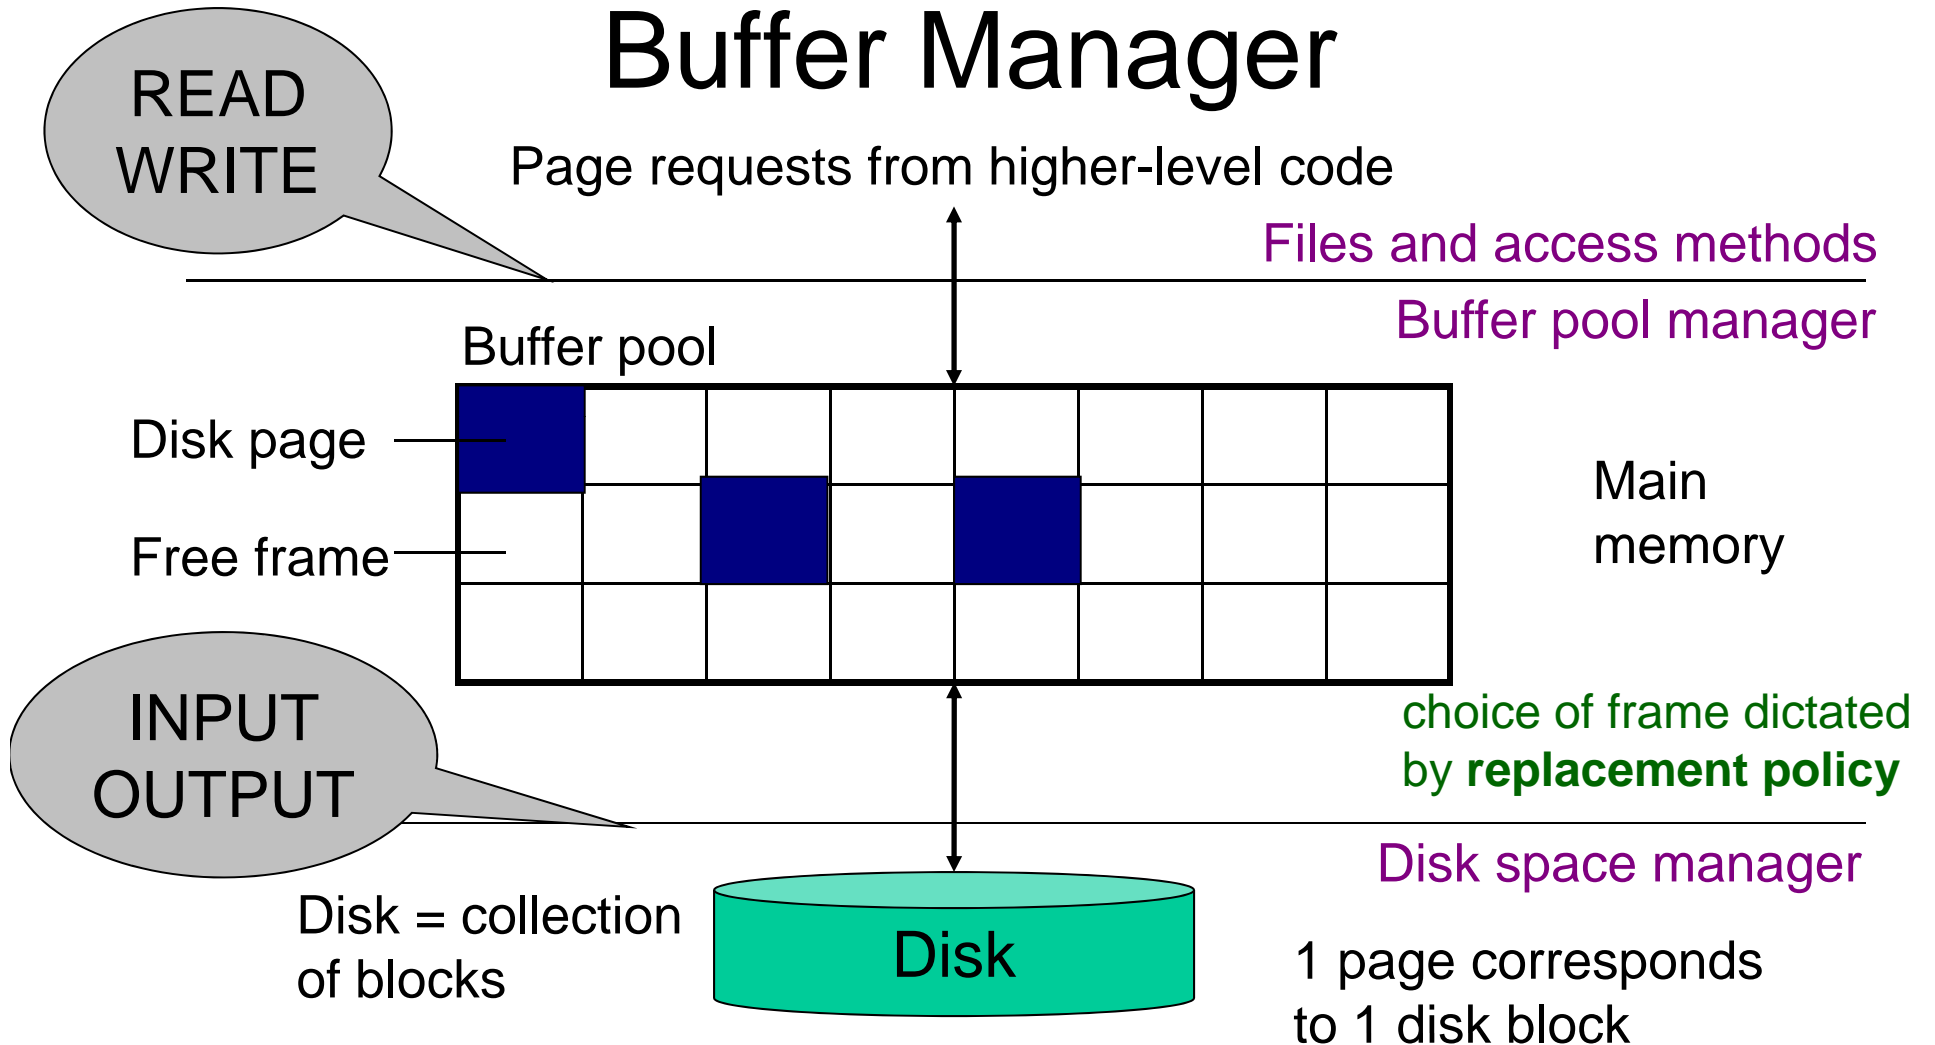 Buffer Manager
READ
WRITE
Page requests from higher-level code
Files and access methods
Buffer pool manager
Buffer pool
Disk page
Free frame
Main
memory
INPUT
OUTPUT
choice of frame dictated
by replacement policy
Disk space manager
Disk = collection
of blocks
Disk
1 page corresponds
to 1 disk block